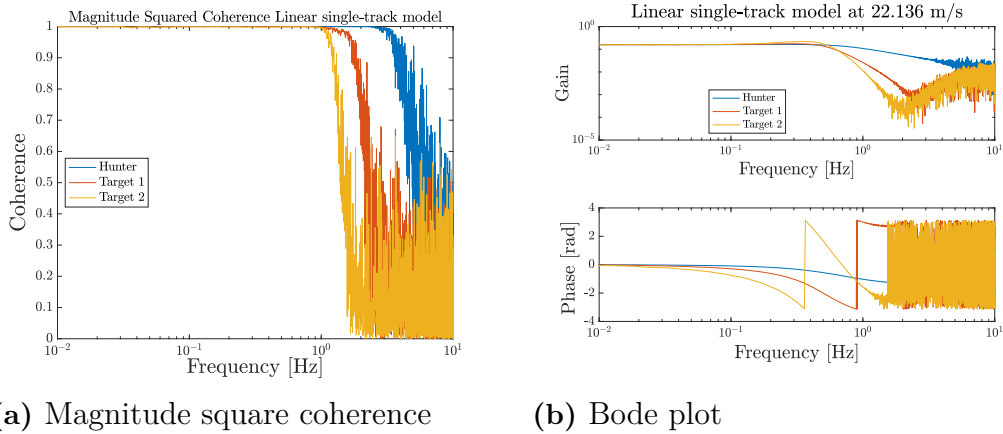 Magnitude Squared Coherence Linear single-track model
1
0.9
0.8
0.7
0.6
0.5
0.4
0.3
0.2
0.1
0
Coherence
Hunter
Target 1
Target 2
10^-2
10^-1
10^0
10^1
Frequency [Hz]
(a) Magnitude square coherence
Linear single-track model at 22.136 m/s
10^0
10^-5
Gain
Hunter
Target 1
Target 2
10^-2
10^-1
10^0
10^1
Frequency [Hz]
4
2
0
-2
-4
Phase [rad]
10^-2
10^-1
10^0
10^1
Frequency [Hz]
(b) Bode plot